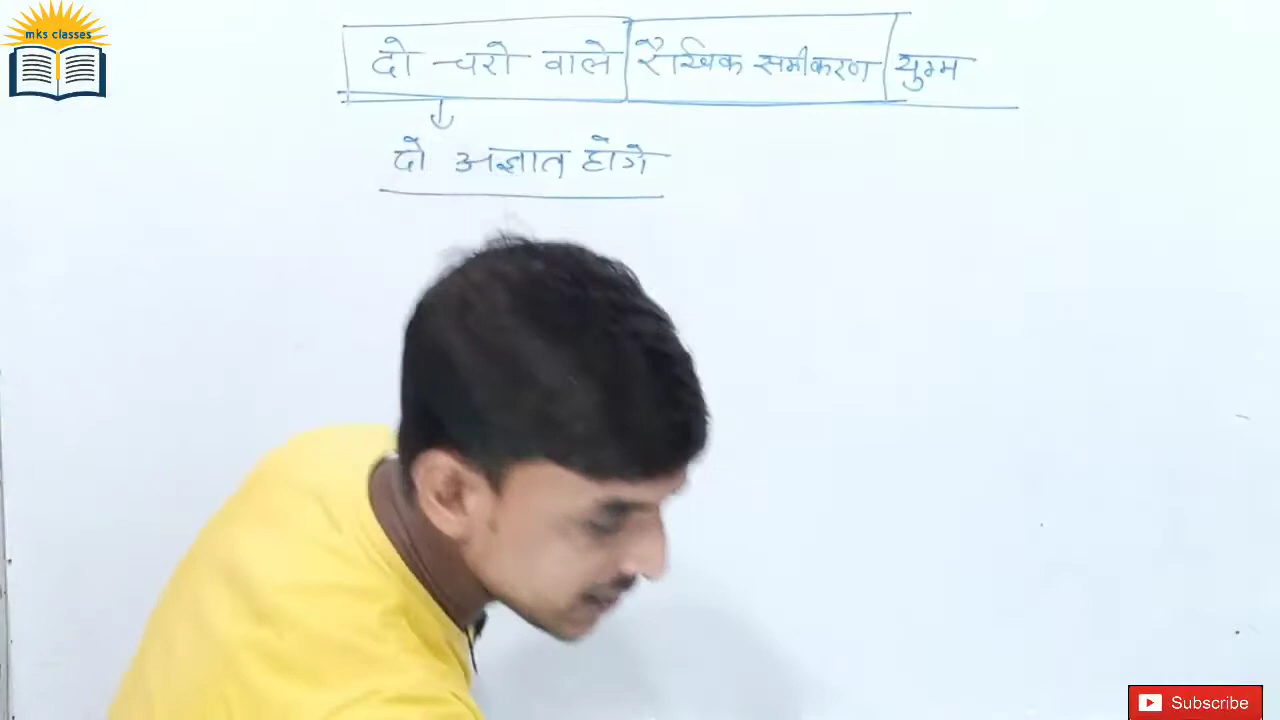 mks classes
दो चरो वाले रैखिक समीकरण युग्म
दो अज्ञात होंगे
Subscribe